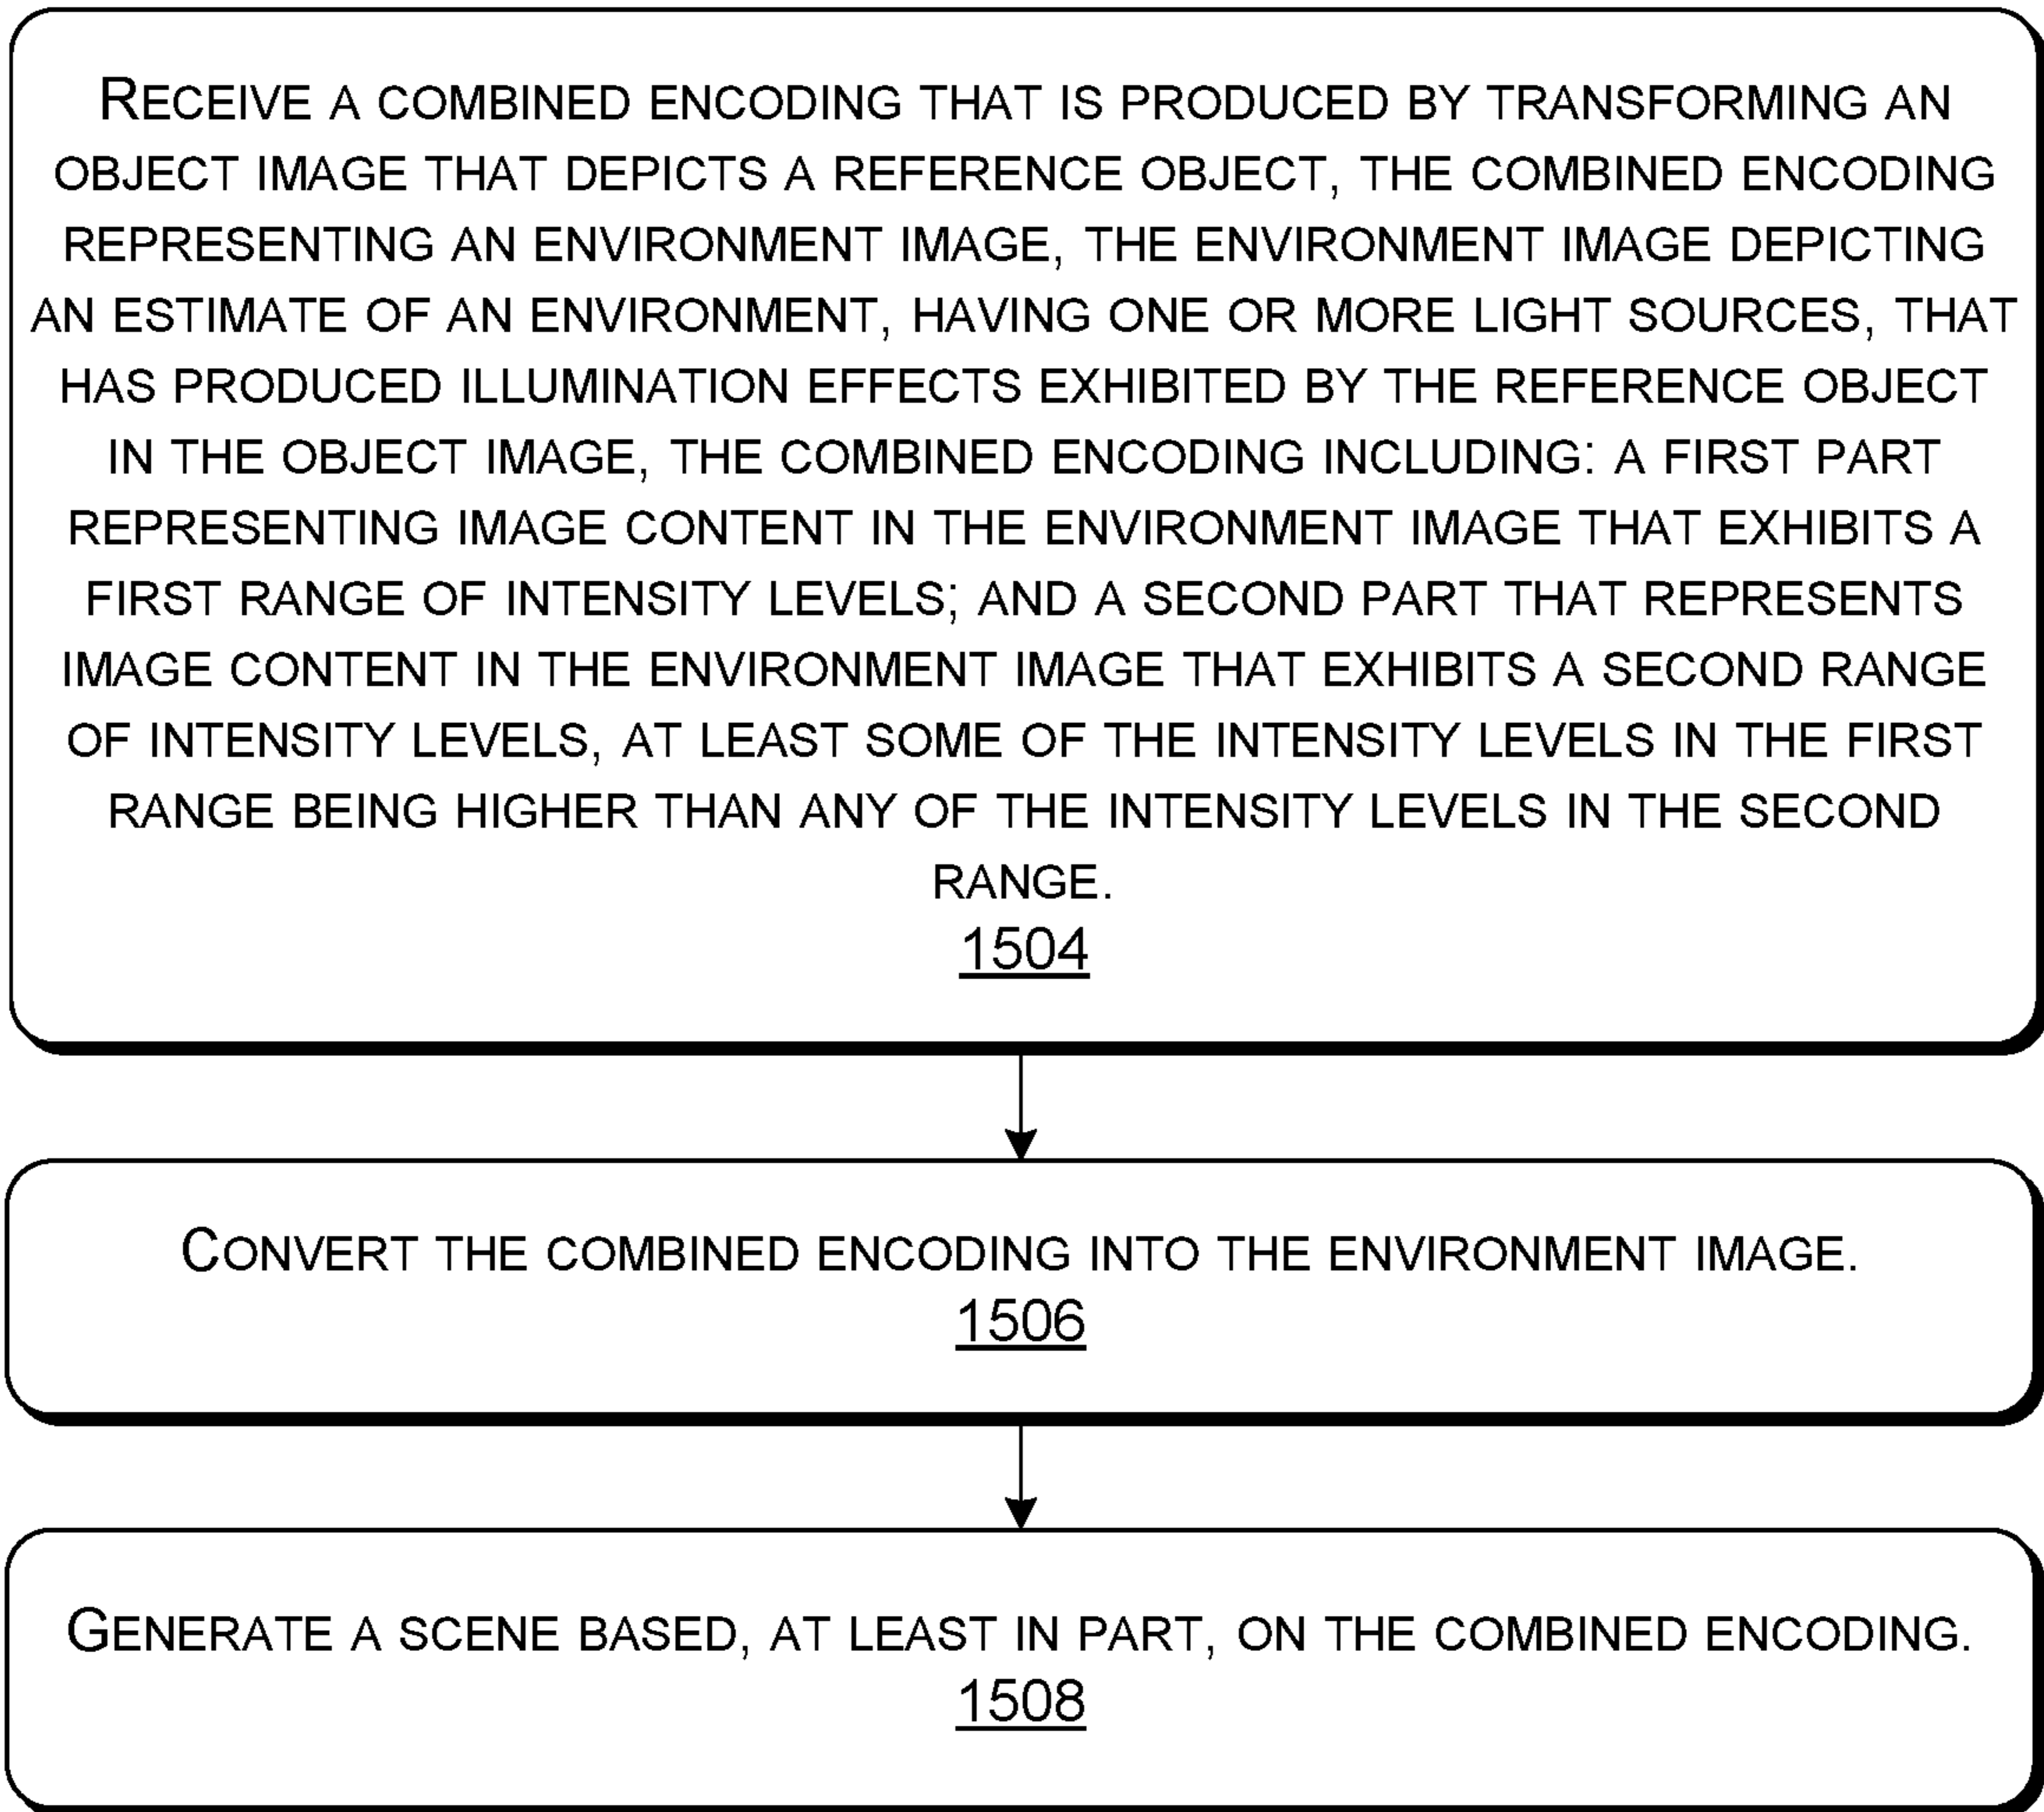 RECEIVE A COMBINED ENCODING THAT IS PRODUCED BY TRANSFORMING AN
OBJECT IMAGE THAT DEPICTS A REFERENCE OBJECT, THE COMBINED ENCODING
REPRESENTING AN ENVIRONMENT IMAGE, THE ENVIRONMENT IMAGE DEPICTING
AN ESTIMATE OF AN ENVIRONMENT, HAVING ONE OR MORE LIGHT SOURCES, THAT
HAS PRODUCED ILLUMINATION EFFECTS EXHIBITED BY THE REFERENCE OBJECT
IN THE OBJECT IMAGE, THE COMBINED ENCODING INCLUDING: A FIRST PART
REPRESENTING IMAGE CONTENT IN THE ENVIRONMENT IMAGE THAT EXHIBITS A
FIRST RANGE OF INTENSITY LEVELS; AND A SECOND PART THAT REPRESENTS
IMAGE CONTENT IN THE ENVIRONMENT IMAGE THAT EXHIBITS A SECOND RANGE
OF INTENSITY LEVELS, AT LEAST SOME OF THE INTENSITY LEVELS IN THE FIRST
RANGE BEING HIGHER THAN ANY OF THE INTENSITY LEVELS IN THE SECOND
RANGE.
1504
CONVERT THE COMBINED ENCODING INTO THE ENVIRONMENT IMAGE.
1506
GENERATE A SCENE BASED, AT LEAST IN PART, ON THE COMBINED ENCODING.
1508